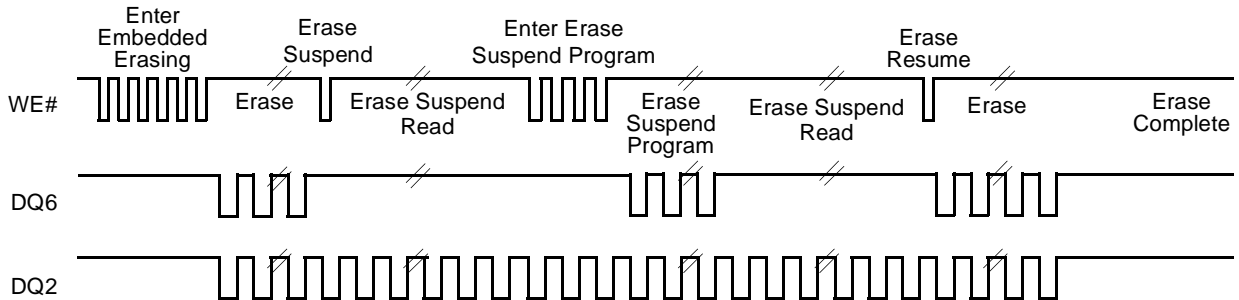 Enter
Embedded
Erasing
Erase
Suspend
Enter Erase
Suspend Program
Erase
Resume
WE#
Erase
Erase Suspend
Read
Erase
Suspend
Program
Erase Suspend
Read
Erase
Erase
Complete
DQ6
DQ2